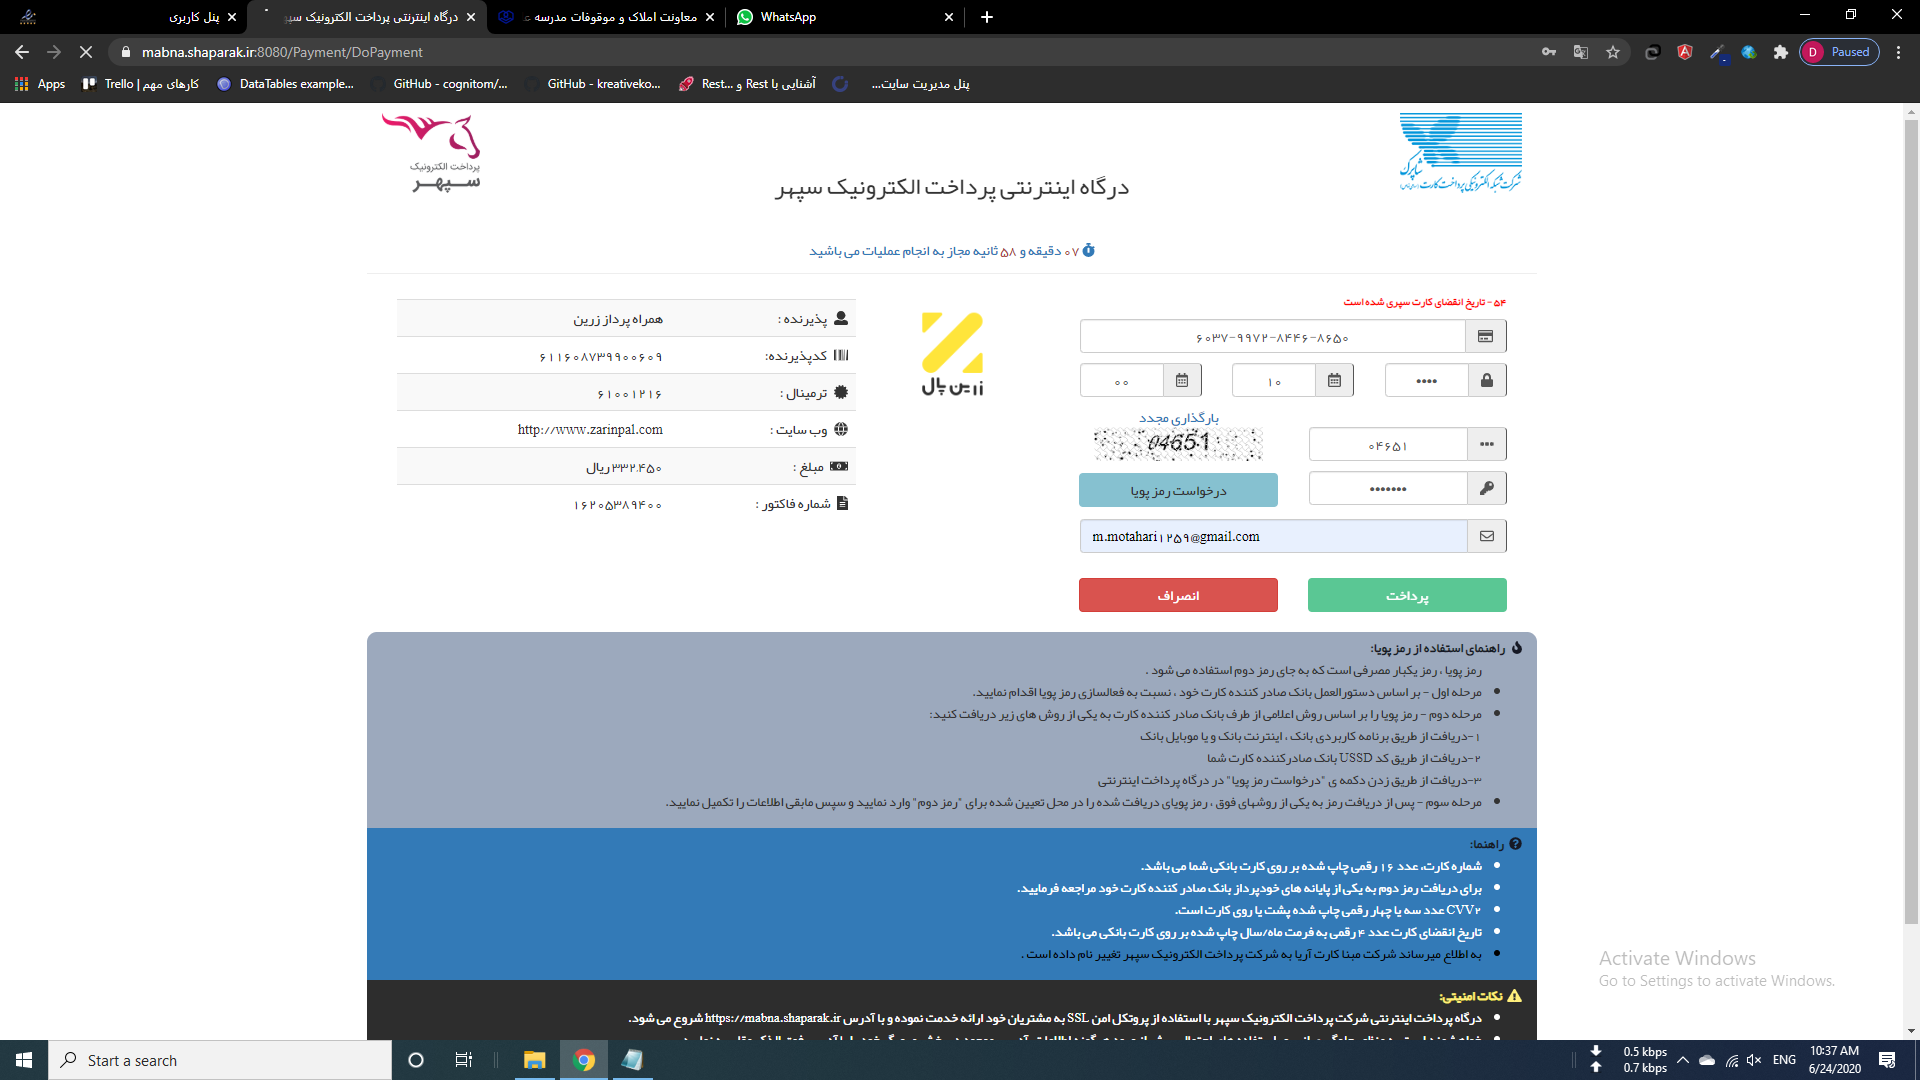 پنل کاربری
درگاه اینترنتی پرداخت الکترونیک سپهر
معاونت املاک و موقوفات مدرسه
WhatsApp
mabna.shaparak.ir:8080/Payment/DoPayment
D Paused
Apps
Trello | کارهای مهم
DataTables example...
GitHub - cognitom/...
GitHub - kreativeko...
آشنایی با Rest و Rest...
پنل مدیریت سایت...
پرداخت الکترونیک
سپهر
شاپرک
شرکت شبکه الکترونیکی پرداخت کارت
درگاه اینترنتی پرداخت الکترونیک سپهر
۰۷ دقیقه و ۵۸ ثانیه مجاز به انجام عملیات می باشید
۵۴ - تاریخ انقضای کارت سپری شده است
۶۰۳۷-۹۹۷۲-۸۴۴۶-۸۶۵۰
••••
۱۰
۰۰
بارگذاری مجدد
04651
۰۴۶۵۱
•••••••
درخواست رمز پویا
m.motahari۱۲۵۹@gmail.com
پرداخت
انصراف
زرین پال
پذیرنده :
همراه پرداز زرین
کدپذیرنده:
۶۱۱۶۰۸۷۳۹۹۰۰۶۰۹
ترمینال :
۶۱۰۰۱۲۱۶
وب سایت :
http://www.zarinpal.com
مبلغ :
۳۳۲،۴۵۰ ریال
شماره فاکتور :
۱۶۲۰۵۳۸۹۴۰۰
راهنمای استفاده از رمز پویا:
رمز پویا ، رمز یکبار مصرفی است که به جای رمز دوم استفاده می شود .
مرحله اول - بر اساس دستورالعمل بانک صادر کننده کارت خود ، نسبت به فعالسازی رمز پویا اقدام نمایید.
مرحله دوم - رمز پویا را بر اساس روش اعلامی از طرف بانک صادر کننده کارت به یکی از روش های زیر دریافت کنید:
۱-دریافت از طریق برنامه کاربردی بانک ، اینترنت بانک و یا موبایل بانک
۲-دریافت از طریق کد USSD بانک صادرکننده کارت شما
۳-دریافت از طریق زدن دکمه ی "درخواست رمز پویا" در درگاه پرداخت اینترنتی
مرحله سوم - پس از دریافت رمز به یکی از روشهای فوق ، رمز پویای دریافت شده را در محل تعیین شده برای "رمز دوم" وارد نمایید و سپس مابقی اطلاعات را تکمیل نمایید.
راهنما:
شماره کارت، عدد ۱۶ رقمی چاپ شده بر روی کارت بانکی شما می باشد.
برای دریافت رمز دوم به یکی از پایانه های خودپرداز بانک صادر کننده کارت خود مراجعه فرمایید.
CVV۲ عدد سه یا چهار رقمی چاپ شده پشت یا روی کارت است.
تاریخ انقضای کارت عدد ۴ رقمی به فرمت ماه/سال چاپ شده بر روی کارت بانکی می باشد.
به اطلاع میرساند شرکت مبنا کارت آریا به شرکت پرداخت الکترونیک سپهر تغییر نام داده است .
نکات امنیتی:
درگاه پرداخت اینترنتی شرکت پرداخت الکترونیک سپهر با استفاده از پروتکل امن SSL به مشتریان خود ارائه خدمت نموده و با آدرس https://mabna.shaparak.ir شروع می شود.
Activate Windows
Go to Settings to activate Windows.
Start a search
0.5 kbps
0.7 kbps
ENG
10:37 AM
6/24/2020